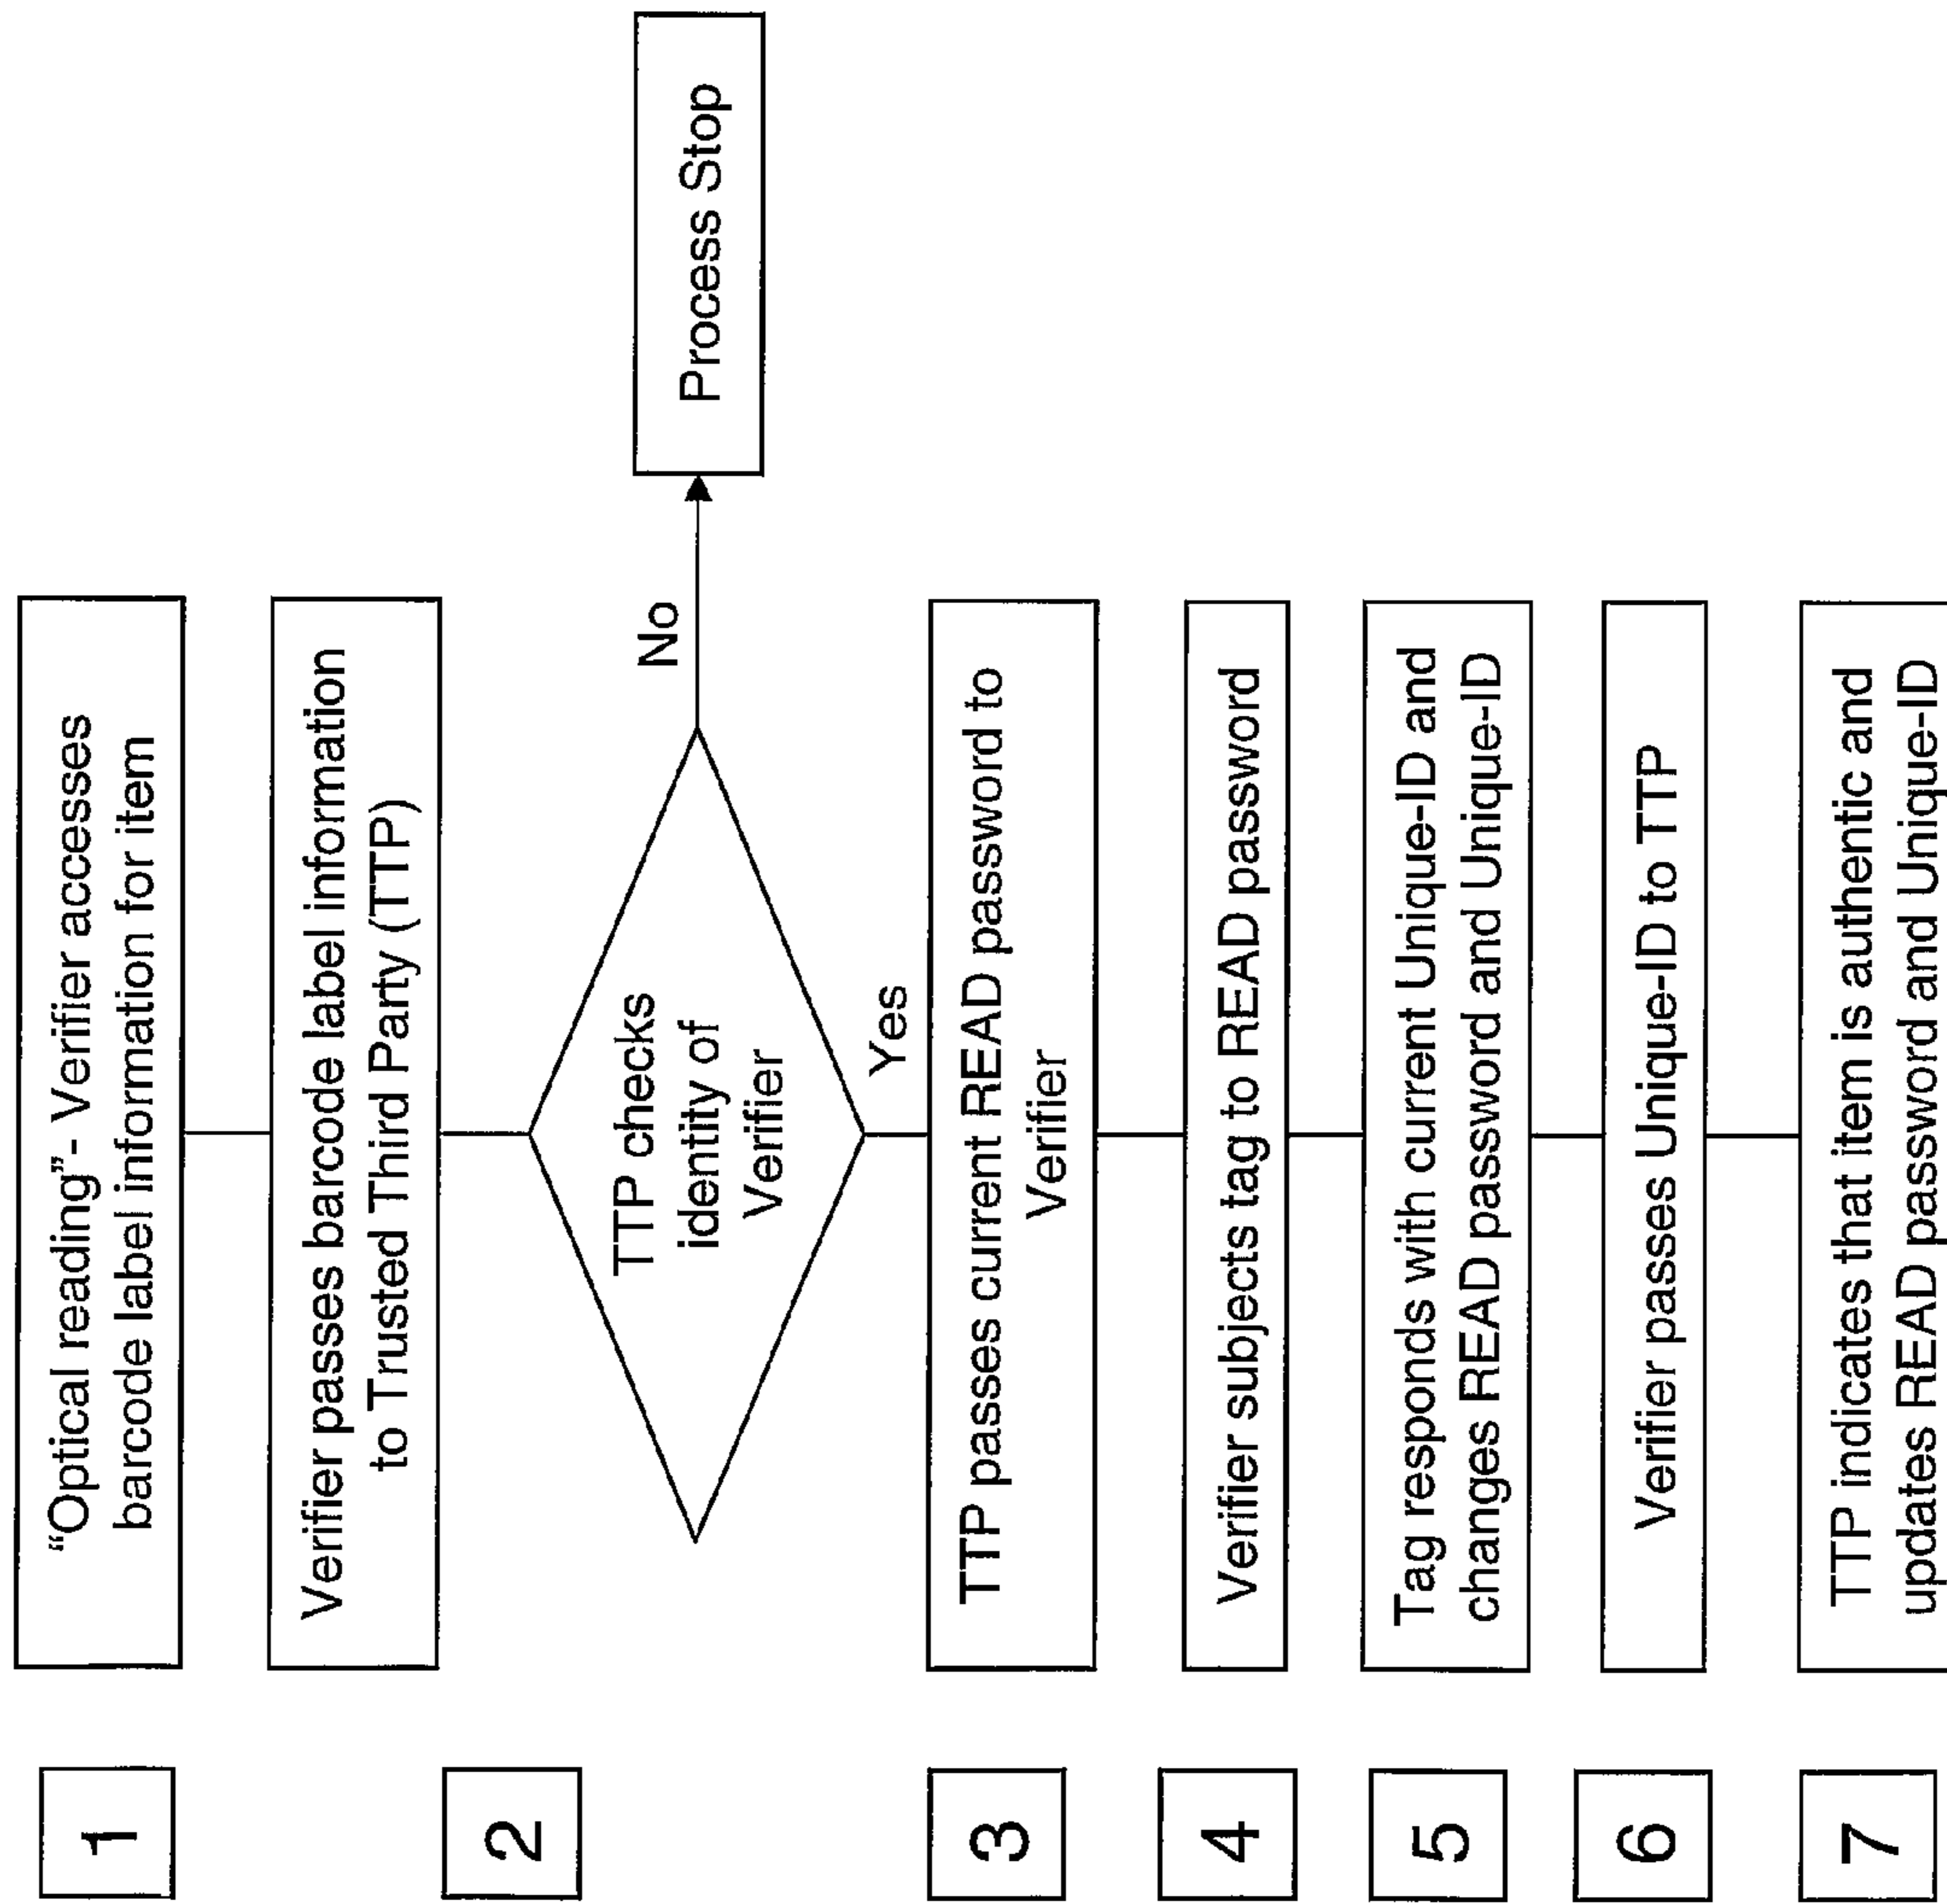 1
“Optical reading”- Verifier accesses
barcode label information for item
2
Verifier passes barcode label information
to Trusted Third Party (TTP)
TTP checks
identity of
Verifier
No
Process Stop
Yes
3
TTP passes current READ password to
Verifier
4
Verifier subjects tag to READ password
5
Tag responds with current Unique-ID and
changes READ password and Unique-ID
6
Verifier passes Unique-ID to TTP
7
TTP indicates that item is authentic and
updates READ password and Unique-ID